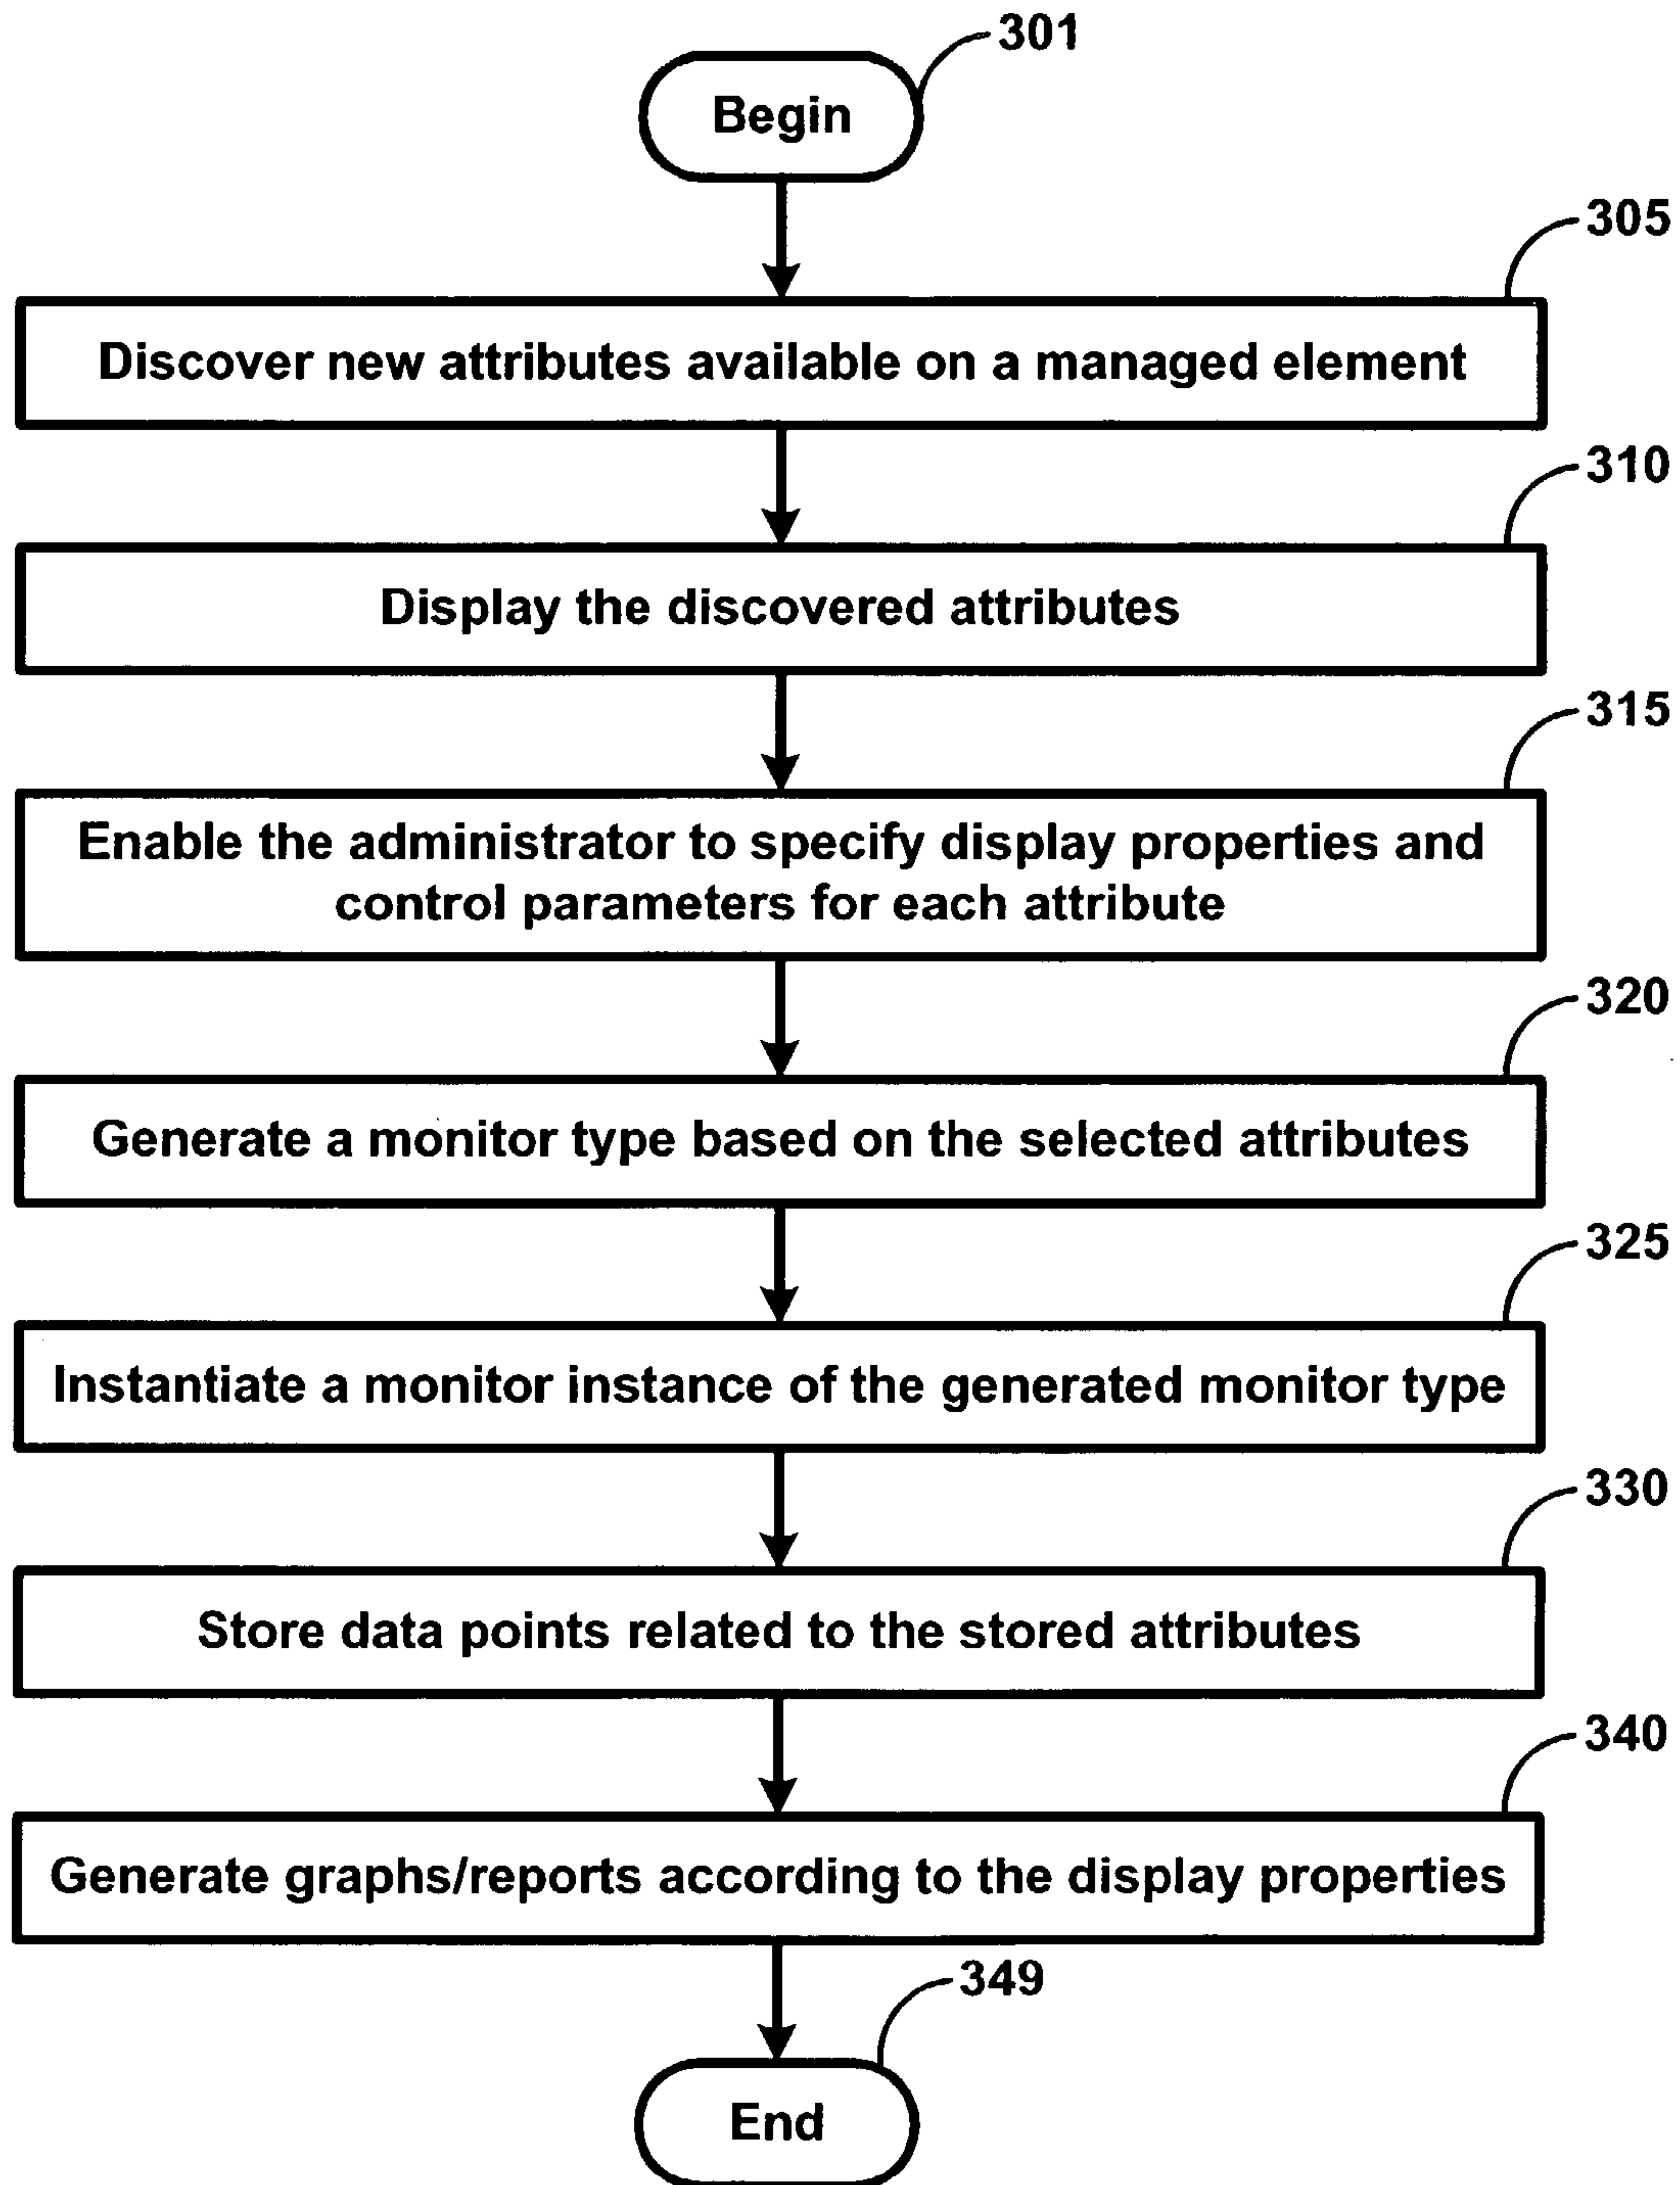 301
Begin
305
Discover new attributes available on a managed element
310
Display the discovered attributes
315
Enable the administrator to specify display properties and
control parameters for each attribute
320
Generate a monitor type based on the selected attributes
325
Instantiate a monitor instance of the generated monitor type
330
Store data points related to the stored attributes
340
Generate graphs/reports according to the display properties
349
End